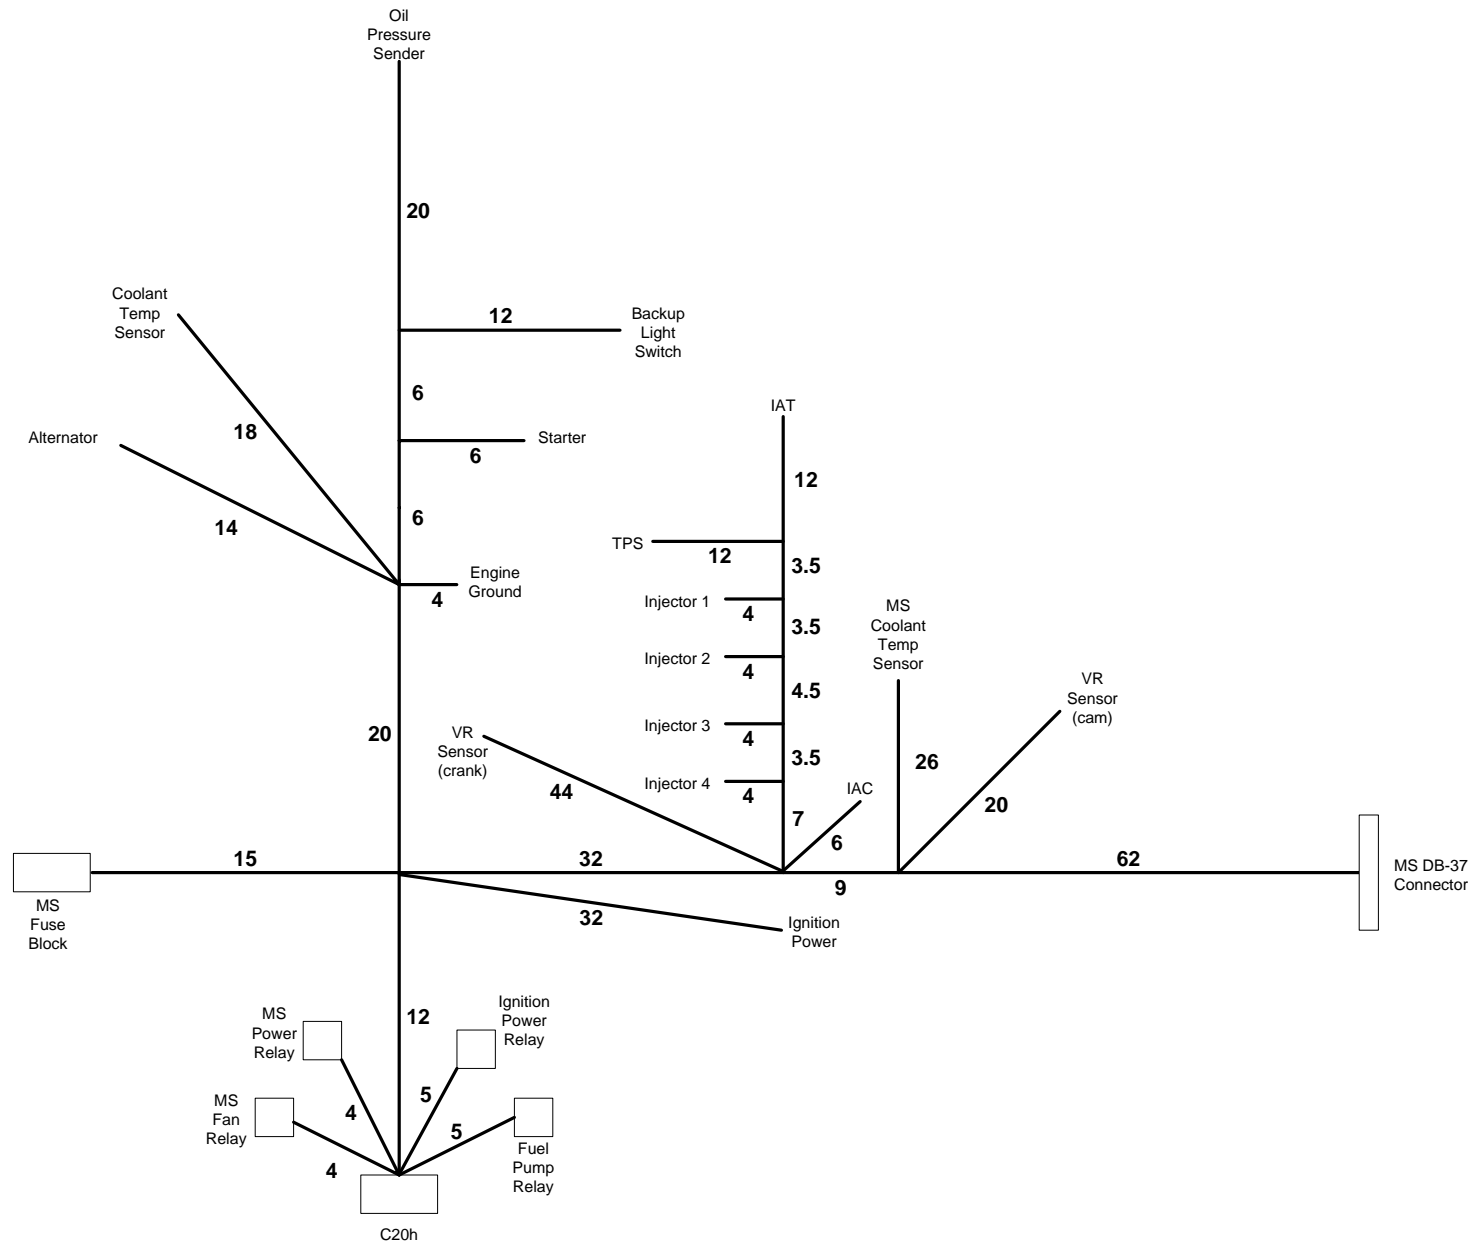 Oil
Pressure
Sender
20
Coolant
Temp
Sensor
12
Backup
Light
Switch
6
IAT
Alternator
18
Starter
6
12
14
6
TPS
12
3.5
Engine
Ground
4
Injector 1
4
3.5
MS
Coolant
Temp
Sensor
Injector 2
4
4.5
VR
Sensor
(cam)
20
VR
Sensor
(crank)
Injector 3
4
3.5
26
44
Injector 4
4
IAC
20
7
6
15
32
62
9
MS DB-37
Connector
MS
Fuse
Block
32
Ignition
Power
12
MS
Power
Relay
Ignition
Power
Relay
4
5
MS
Fan
Relay
4
5
Fuel
Pump
Relay
C20h